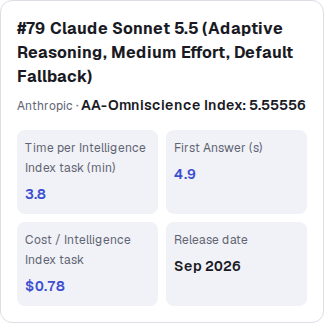 #79 Claude Sonnet 5.5 (Adaptive
Reasoning, Medium Effort, Default
Fallback)
Anthropic · AA-Omniscience Index: 5.55556
Time per Intelligence
Index task (min)
3.8
First Answer (s)
4.9
Cost / Intelligence
Index task
$0.78
Release date
Sep 2026